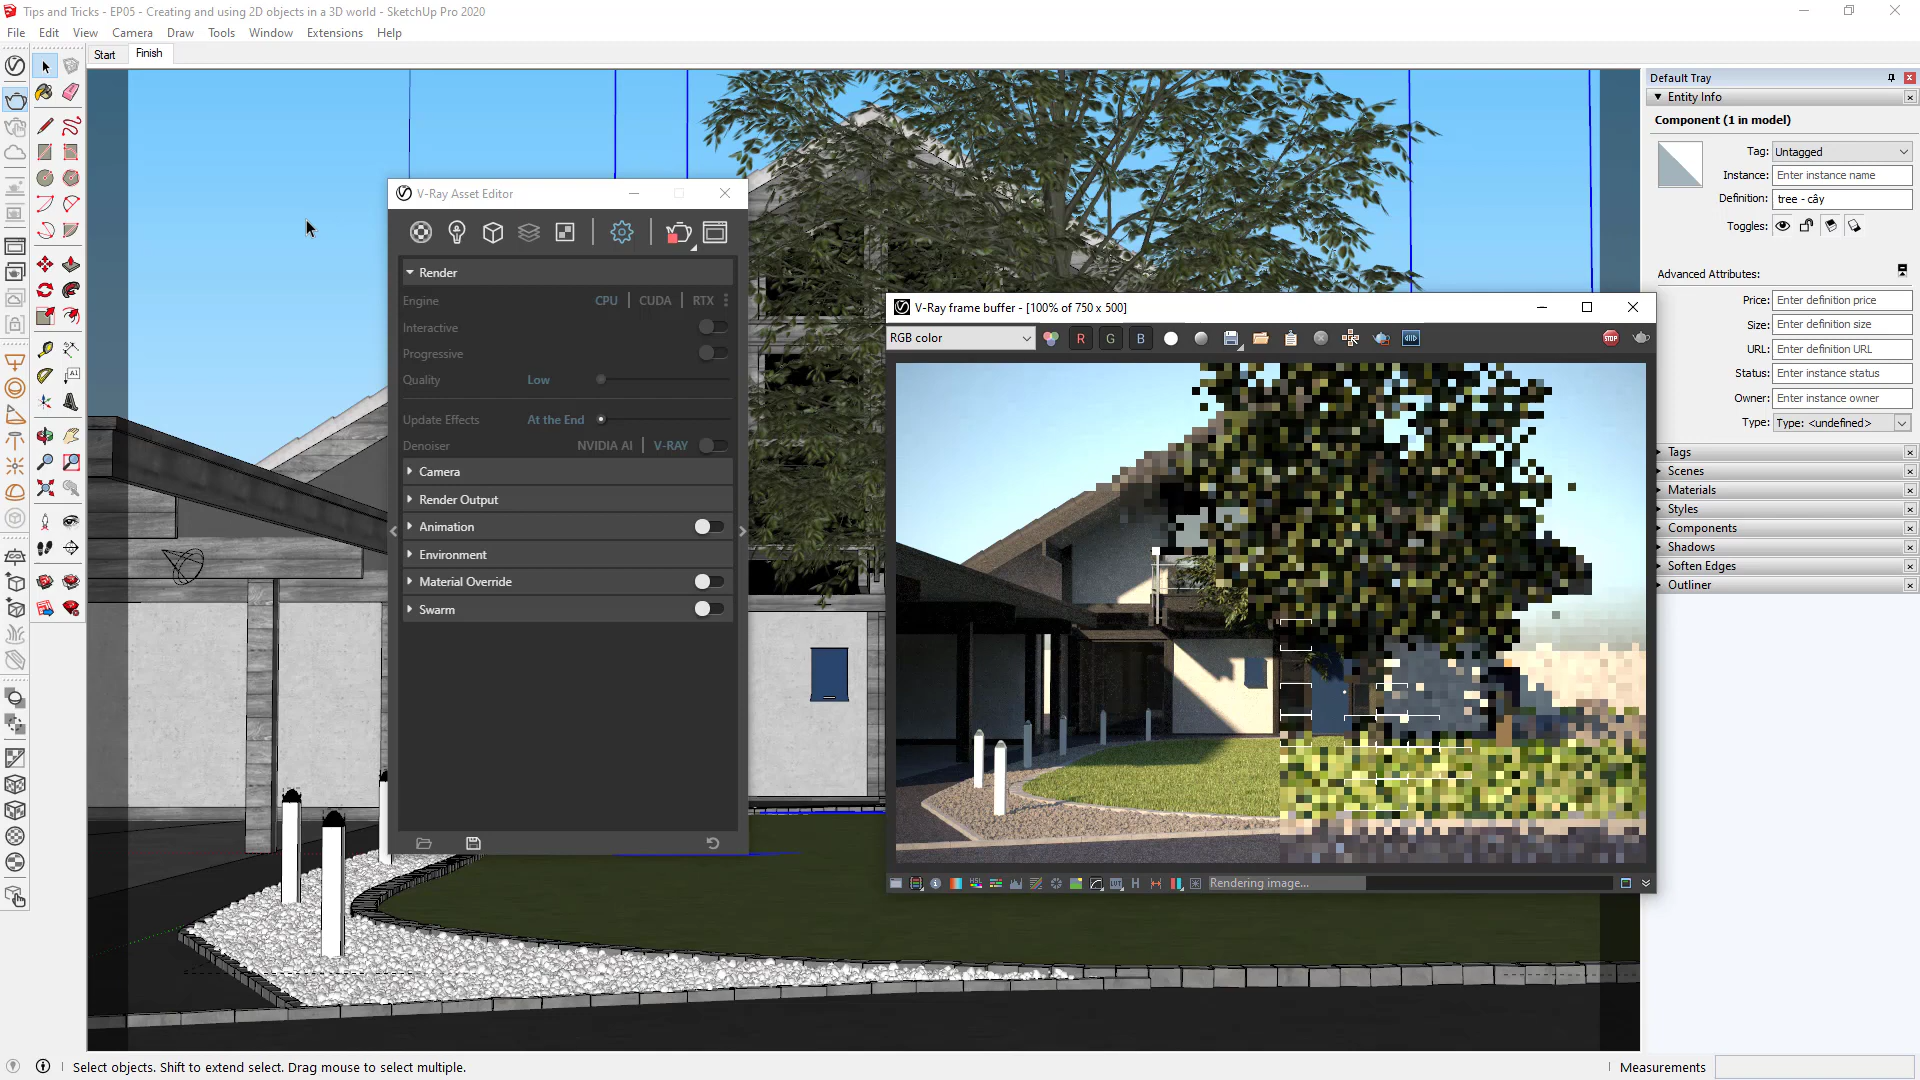 Tips and Tricks - EP05 - Creating and using 2D objects in a 3D world - SketchUp Pro 2020
File Edit View Camera Draw Tools Window Extensions Help
Start Finish
V-Ray Asset Editor
Render
Engine CPU CUDA RTX
Interactive
Progressive
Quality Low
Update Effects At the End
Denoiser NVIDIA AI V-RAY
Camera
Render Output
Animation
Environment
Material Override
Swarm
V-Ray frame buffer - [100% of 750 x 500]
RGB color R G B STOP
HSL LUT H Rendering image...
Default Tray
Entity Info
Component (1 in model)
Tag: Untagged
Instance: Enter instance name
Definition: tree - cây
Toggles:
Advanced Attributes:
Price: Enter definition price
Size: Enter definition size
URL: Enter definition URL
Status: Enter instance status
Owner: Enter instance owner
Type: Type: <undefined>
Tags
Scenes
Materials
Styles
Components
Shadows
Soften Edges
Outliner
A1
Select objects. Shift to extend select. Drag mouse to select multiple.
Measurements